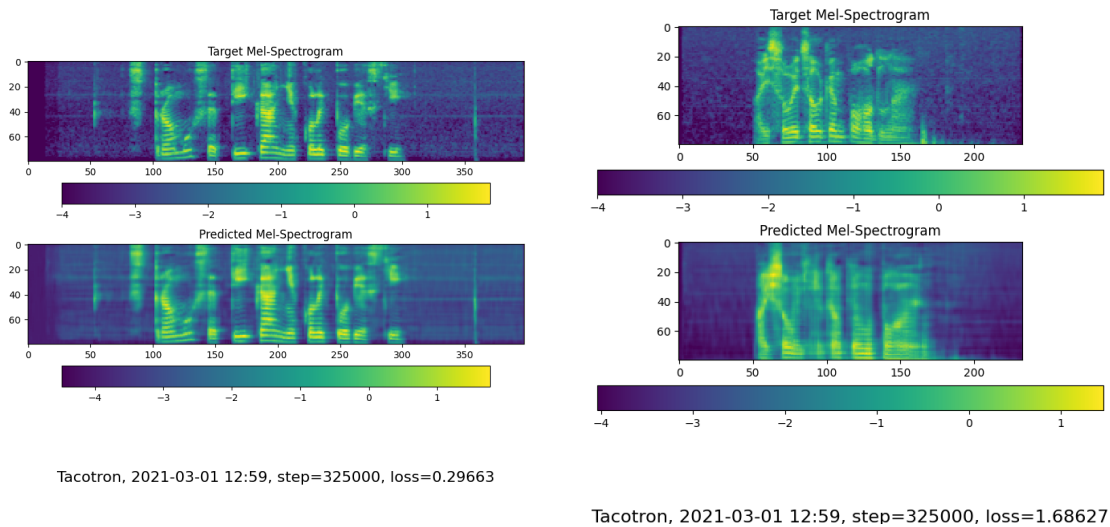 Target Mel-Spectrogram
0
20
40
60
0 50 100 150 200 250 300 350
−4 −3 −2 −1 0 1
Predicted Mel-Spectrogram
0
20
40
60
0 50 100 150 200 250 300 350
−4 −3 −2 −1 0 1
Tacotron, 2021-03-01 12:59, step=325000, loss=0.29663
Target Mel-Spectrogram
0
20
40
60
0 50 100 150 200
−4 −3 −2 −1 0 1
Predicted Mel-Spectrogram
0
20
40
60
0 50 100 150 200
−4 −3 −2 −1 0 1
Tacotron, 2021-03-01 12:59, step=325000, loss=1.68627